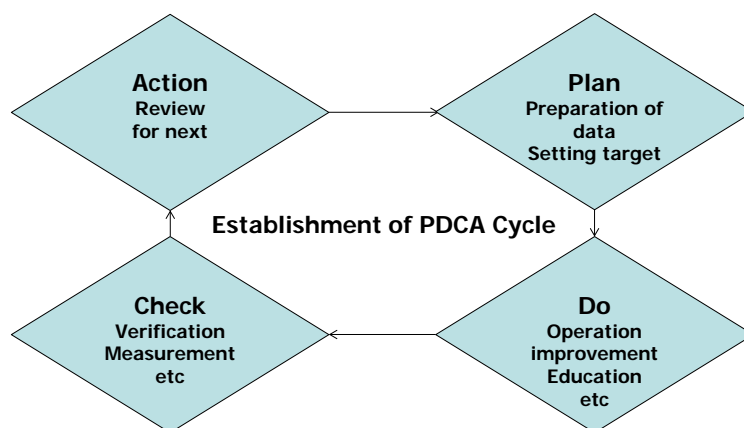 Action
Review
for next
Plan
Preparation of
data
Setting target
Establishment of PDCA Cycle
Check
Verification
Measurement
etc
Do
Operation
improvement
Education
etc